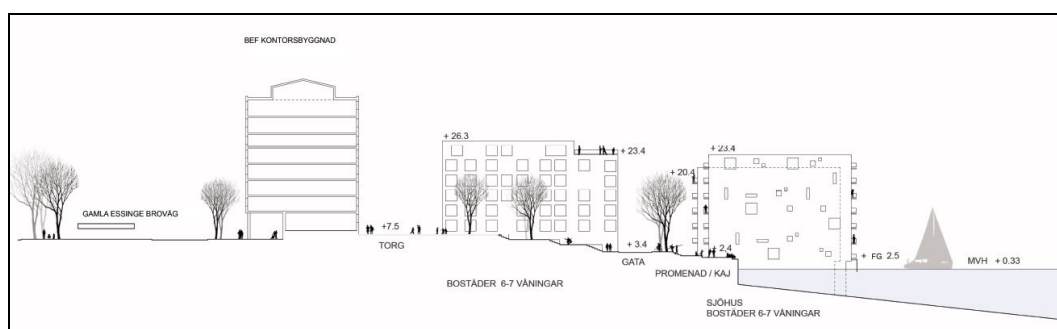 BEF KONTORSBYGGNAD
+ 26.3
+ 23.4
+ 23.4
+ 20.4
GAMLA ESSINGE BROVÄG
+7.5
TORG
+ 3.4
GATA
+ 2.4
+ FG 2.5
MVH + 0.33
PROMENAD / KAJ
BOSTÄDER 6-7 VÅNINGAR
SJÖHUS
BOSTÄDER 6-7 VÅNINGAR